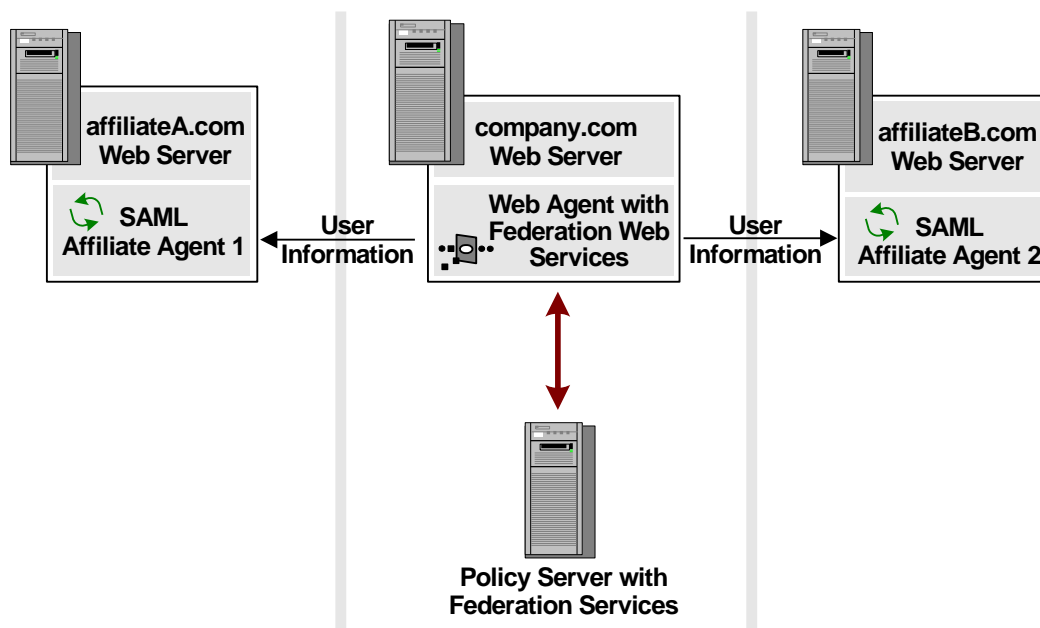 affiliateA.com
Web Server
SAML
Affiliate Agent 1
User
Information
company.com
Web Server
Web Agent with
Federation Web
Services
User
Information
affiliateB.com
Web Server
SAML
Affiliate Agent 2
Policy Server with
Federation Services